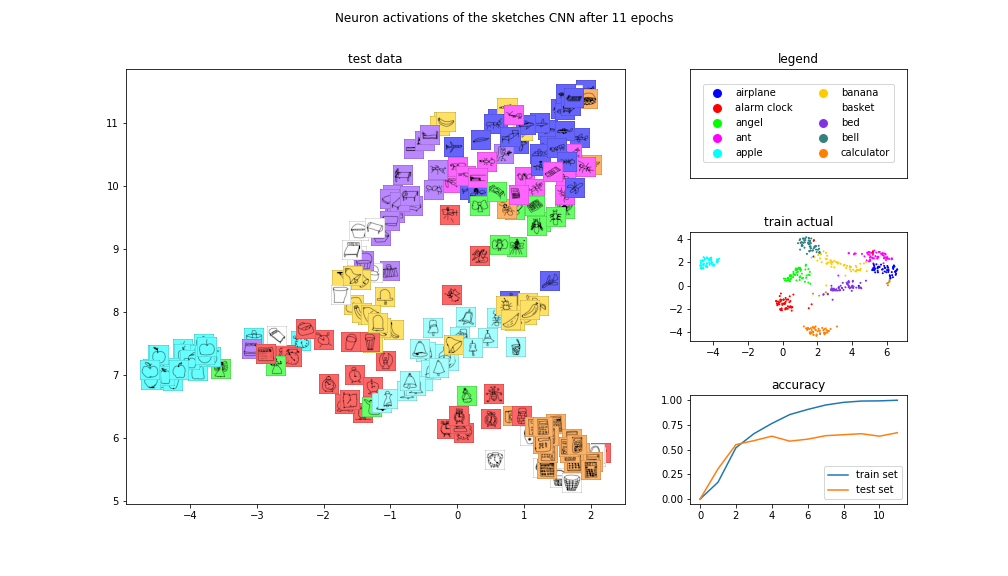 Neuron activations of the sketches CNN after 11 epochs
test data
11
10
9
8
7
6
5
−4
−3
−2
−1
0
1
2
legend
airplane
alarm clock
angel
ant
apple
banana
basket
bed
bell
calculator
train actual
4
2
0
−2
−4
−4
−2
0
2
4
6
accuracy
1.00
0.75
0.50
0.25
0.00
train set
test set
0
2
4
6
8
10